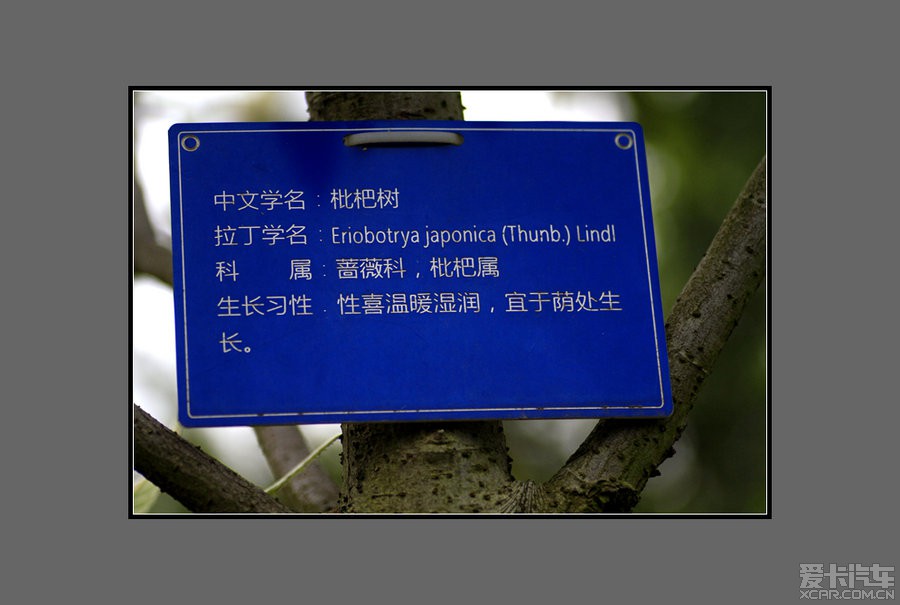 中文学名：枇杷树
拉丁学名：Eriobotrya japonica (Thunb.) Lindl
科　　属：蔷薇科，枇杷属
生长习性：性喜温暖湿润，宜于荫处生
长。
爱卡汽车
XCAR.COM.CN